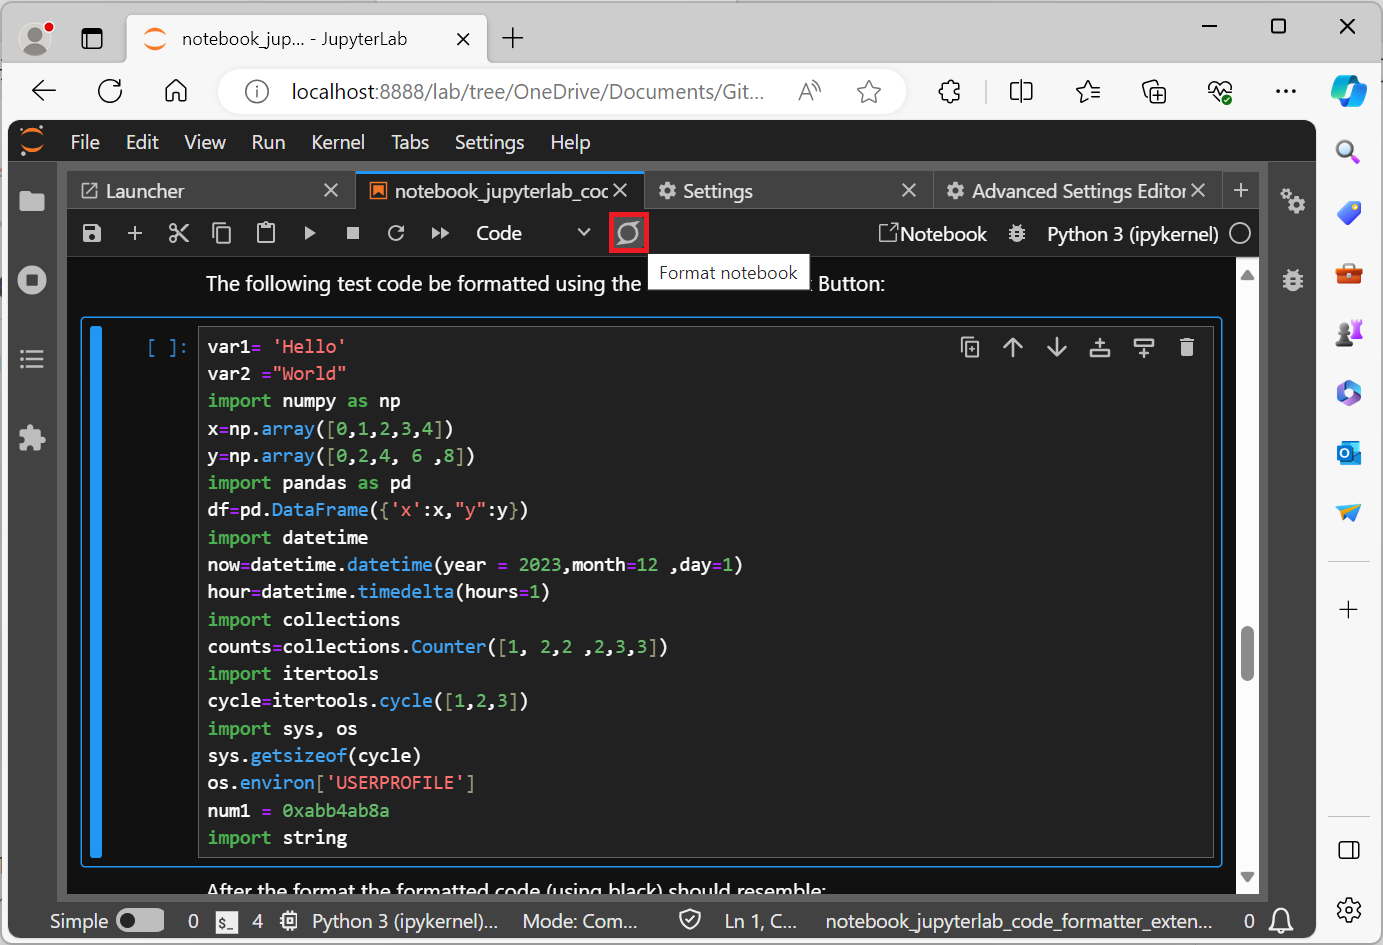 notebook_jup... - JupyterLab
localhost:8888/lab/tree/OneDrive/Documents/Git...
File Edit View Run Kernel Tabs Settings Help
Launcher notebook_jupyterlab_coc Settings Advanced Settings Editor
Code Notebook Python 3 (ipykernel)
Format notebook
The following test code be formatted using the Button:
[ ]:
var1= 'Hello'
var2 ="World"
import numpy as np
x=np.array([0,1,2,3,4])
y=np.array([0,2,4, 6 ,8])
import pandas as pd
df=pd.DataFrame({'x':x,"y":y})
import datetime
now=datetime.datetime(year = 2023,month=12 ,day=1)
hour=datetime.timedelta(hours=1)
import collections
counts=collections.Counter([1, 2,2 ,2,3,3])
import itertools
cycle=itertools.cycle([1,2,3])
import sys, os
sys.getsizeof(cycle)
os.environ['USERPROFILE']
num1 = 0xabb4ab8a
import string
After the format the formatted code (using black) should resemble:
Simple 0 $_ 4 Python 3 (ipykernel)... Mode: Com... Ln 1, C... notebook_jupyterlab_code_formatter_exten... 0